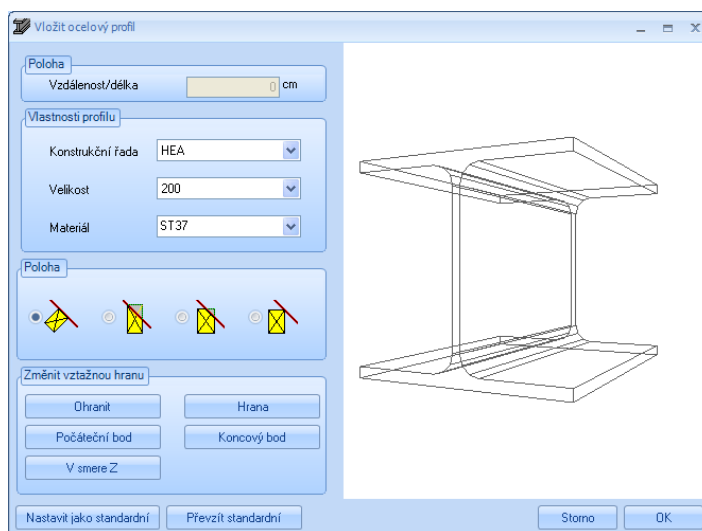 Vložit ocelový profil
Poloha
Vzdálenost/délka 0 cm
Vlastnosti profilu
Konstrukční řada HEA
Velikost 200
Materiál ST37
Poloha
Změnit vztažnou hranu
Ohranit Hrana
Počáteční bod Koncový bod
V smere Z
Nastavit jako standardní Převzít standardní Storno OK